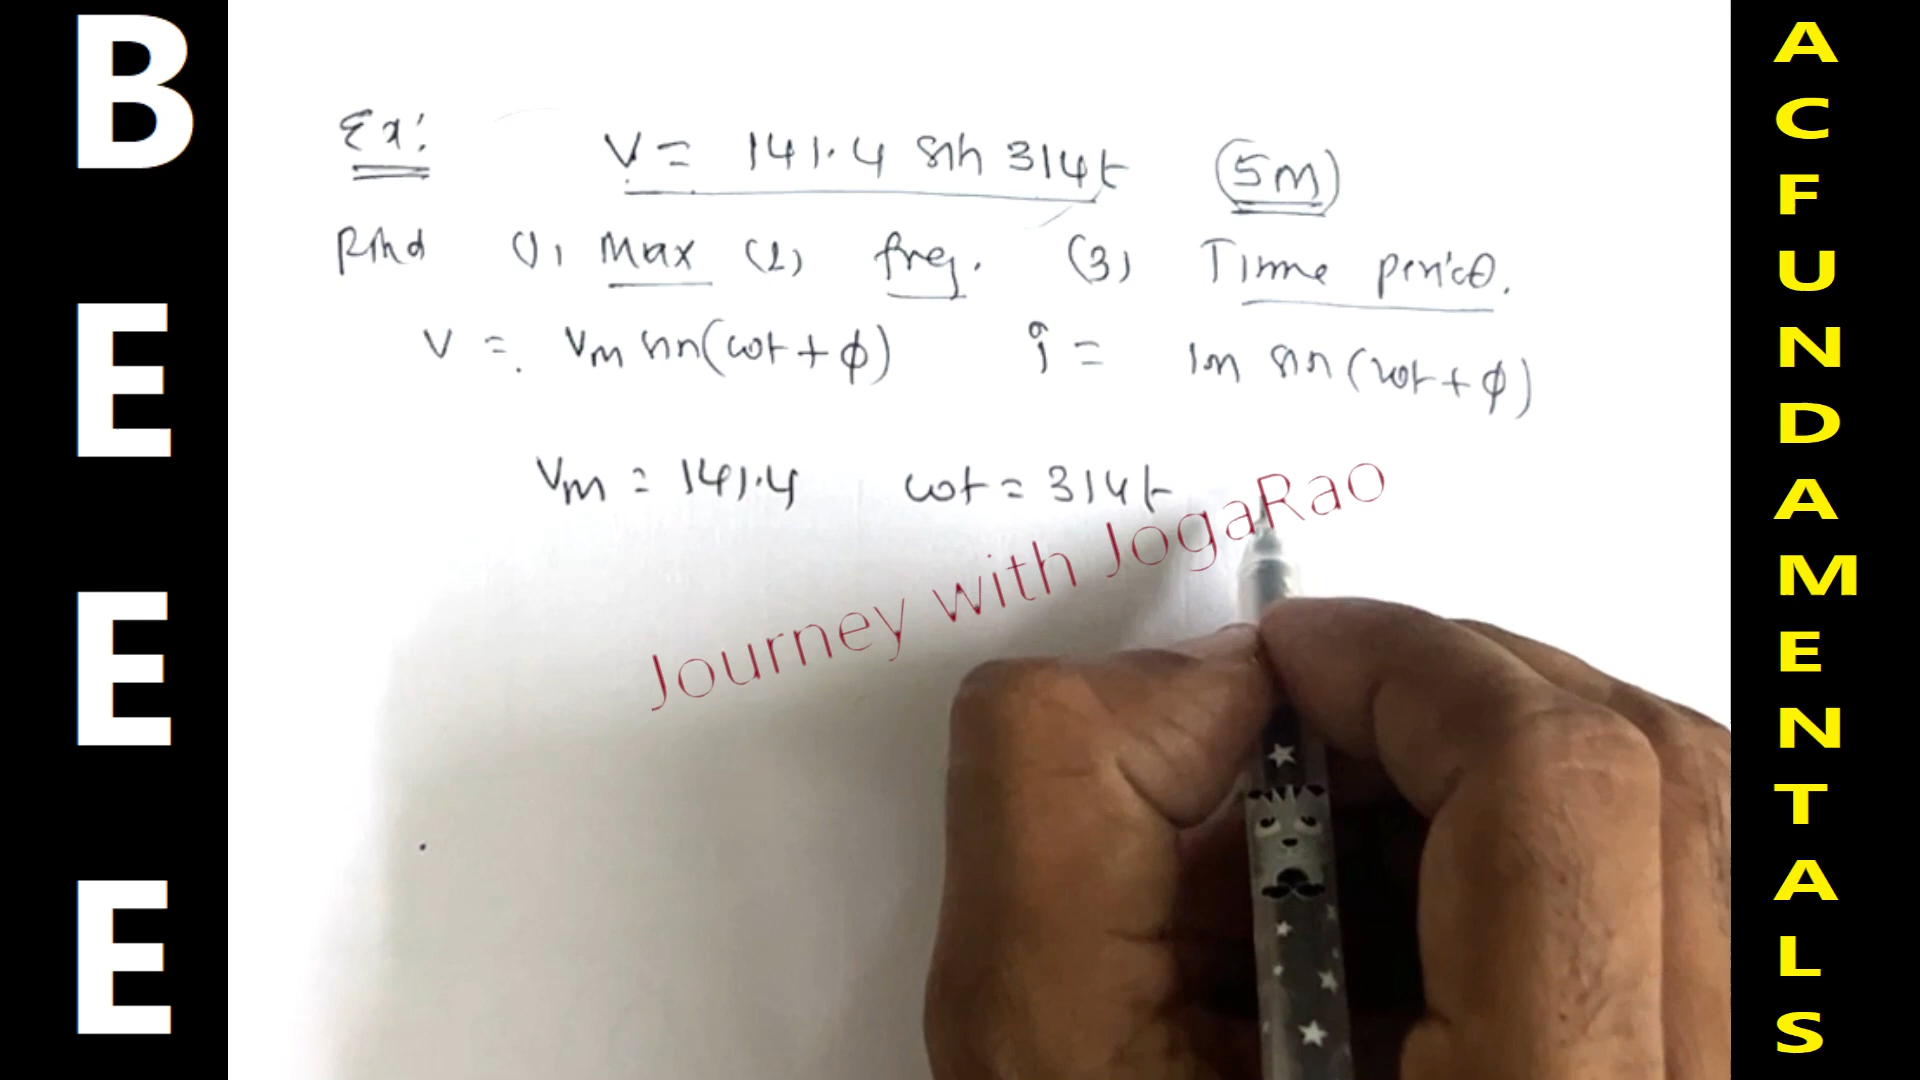 BEEE
Ex:
V = 141.4 sin 314t (5M)
Find (1) Max (2) freq. (3) Time period.
V = Vm sin(ωt + φ) i = Im sin(ωt + φ)
Vm = 141.4 ωt = 314t
Journey with JogaRao
AC FUNDAMENTALS